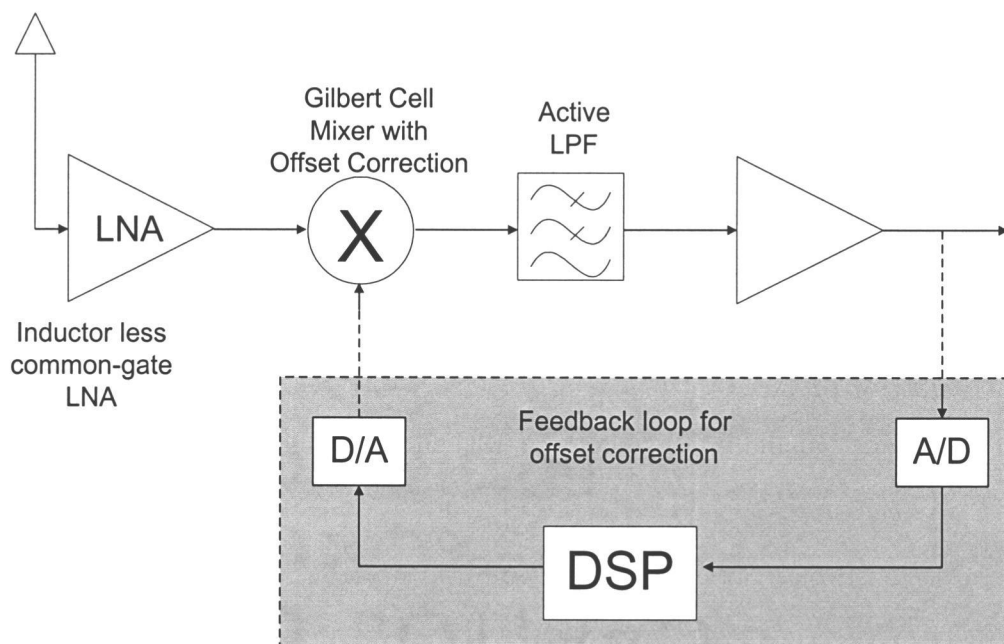 Gilbert Cell
Mixer with
Offset Correction
Active
LPF
LNA
X
Inductor less
common-gate
LNA
Feedback loop for
offset correction
D/A
A/D
DSP